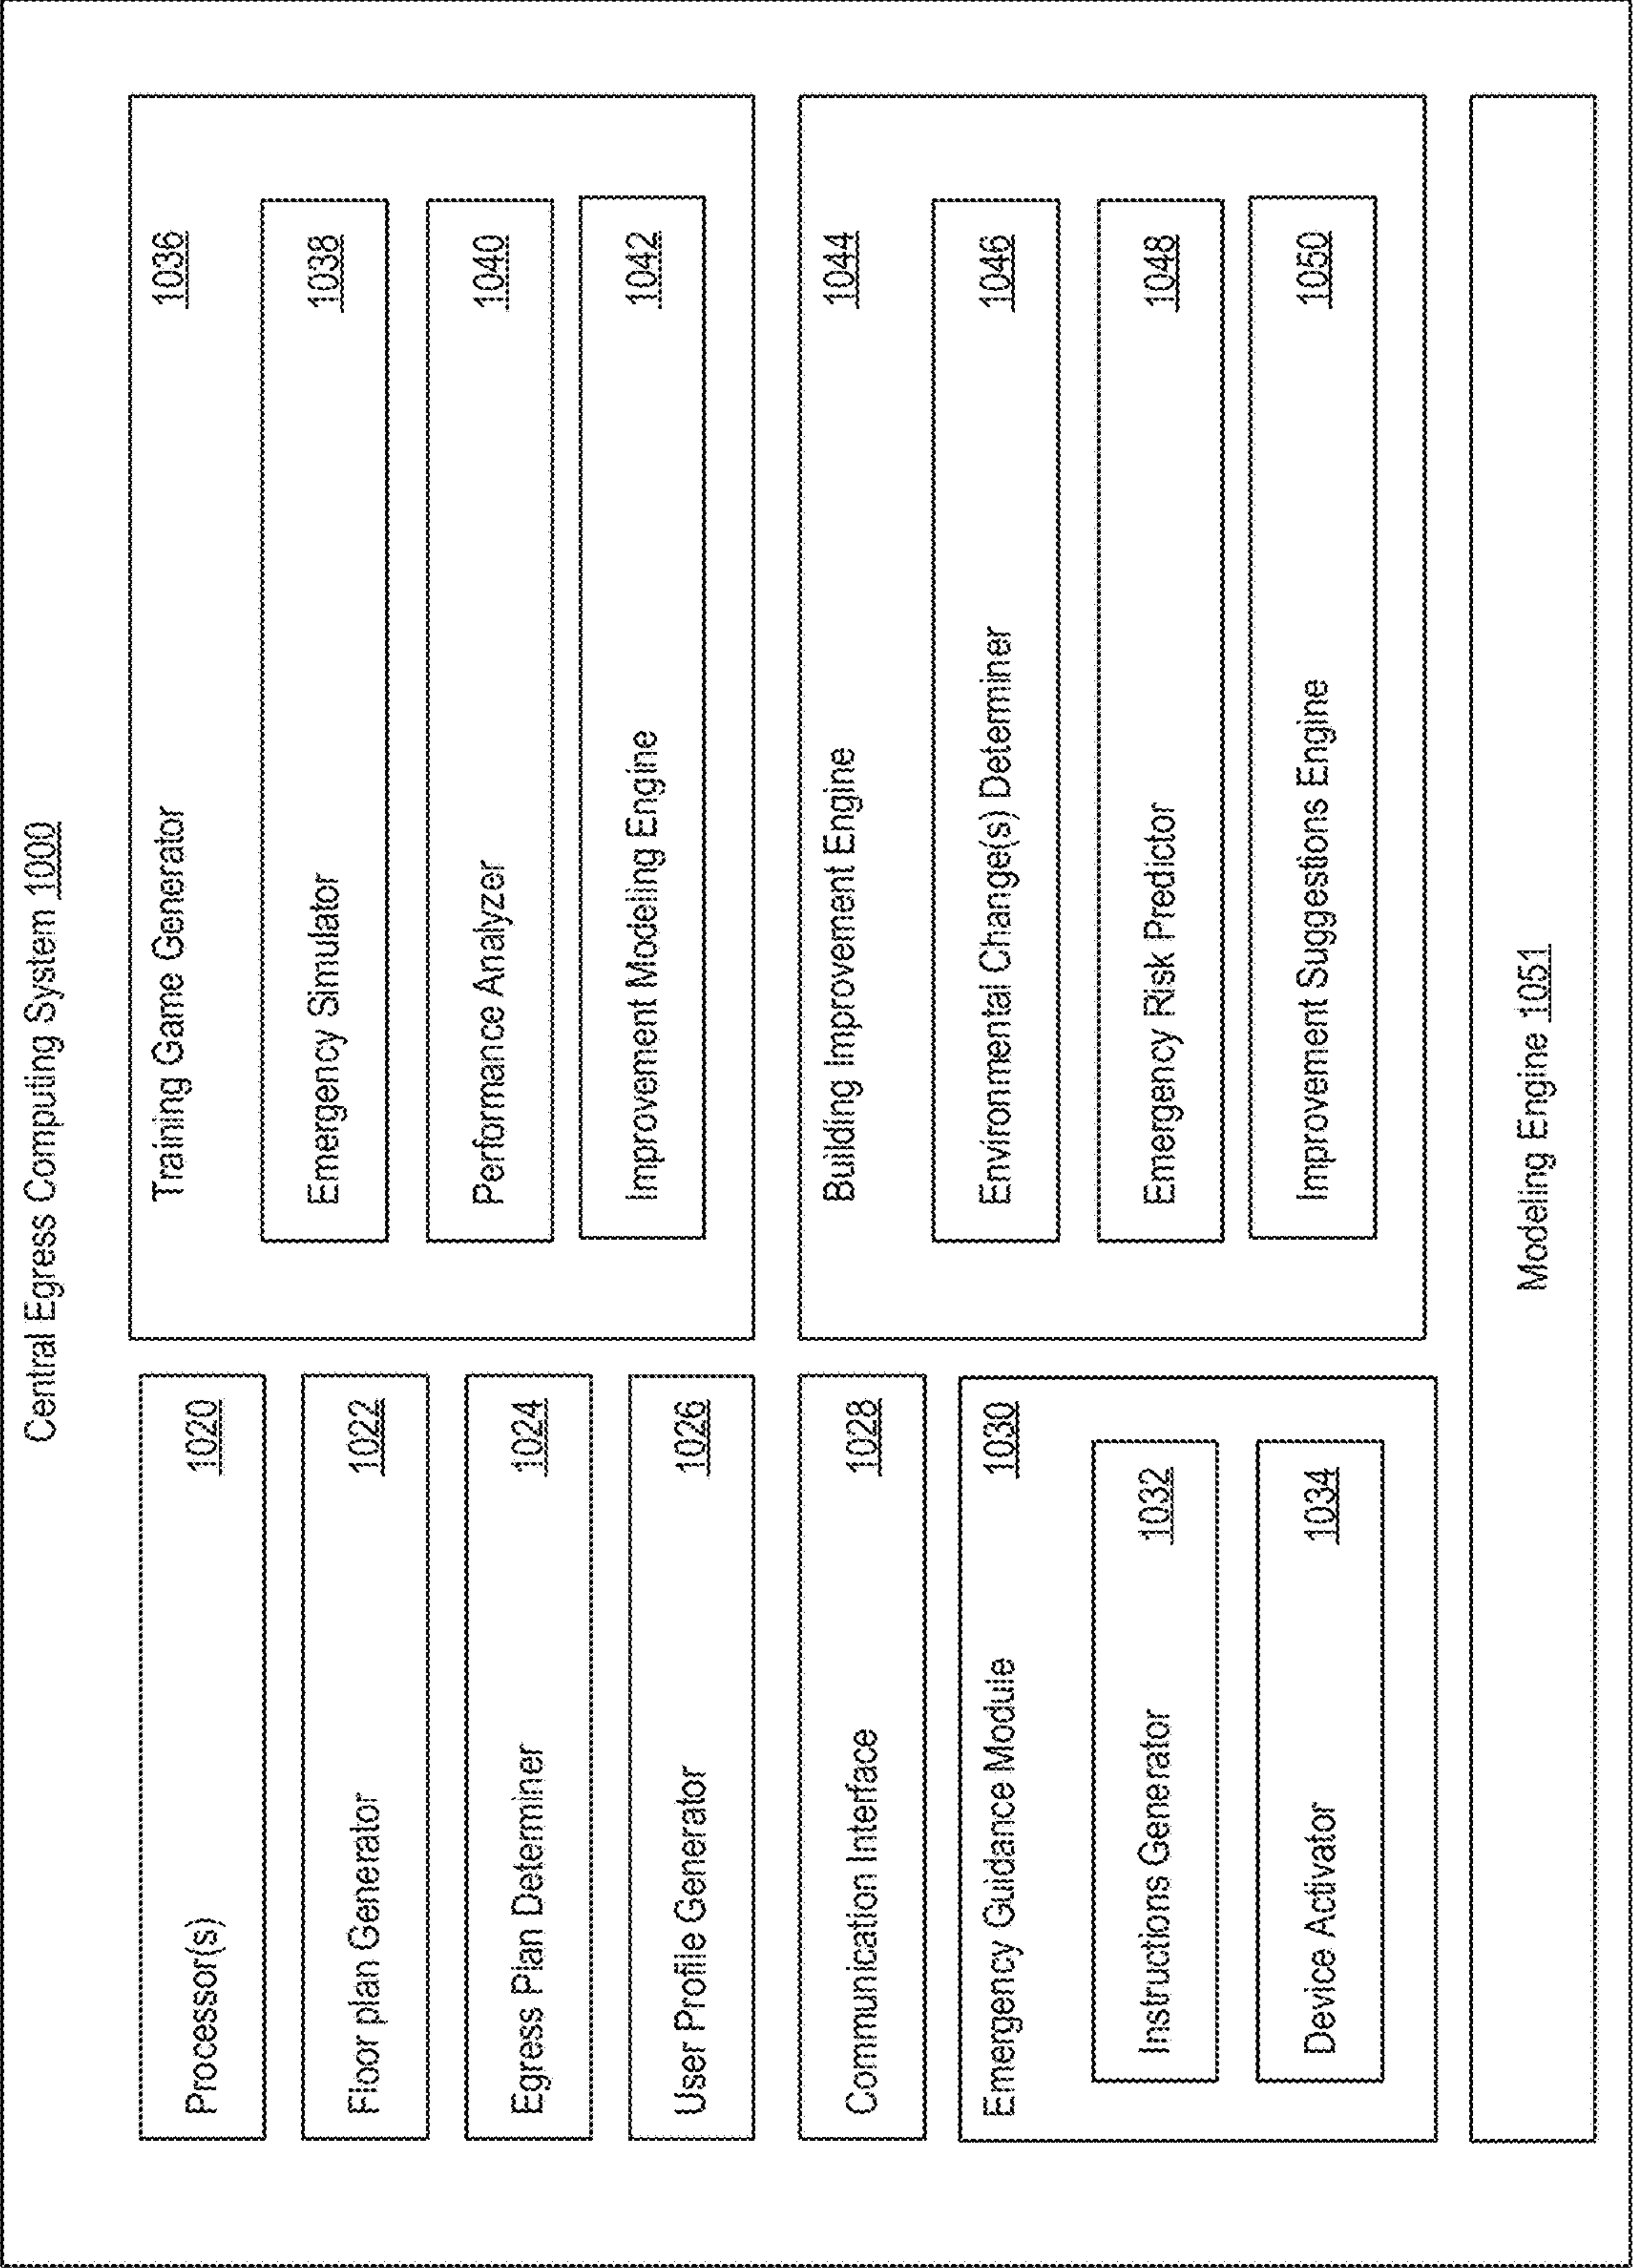 Central Egress Computing System 1000
Processor(s) 1020
Floor plan Generator 1022
Egress Plan Determiner 1024
User Profile Generator 1026
Communication Interface 1028
Emergency Guidance Module 1030
Instructions Generator 1032
Device Activator 1034
Training Game Generator 1036
Emergency Simulator 1038
Performance Analyzer 1040
Improvement Modeling Engine 1042
Building Improvement Engine 1044
Environmental Change(s) Determiner 1046
Emergency Risk Predictor 1048
Improvement Suggestions Engine 1050
Modeling Engine 1051